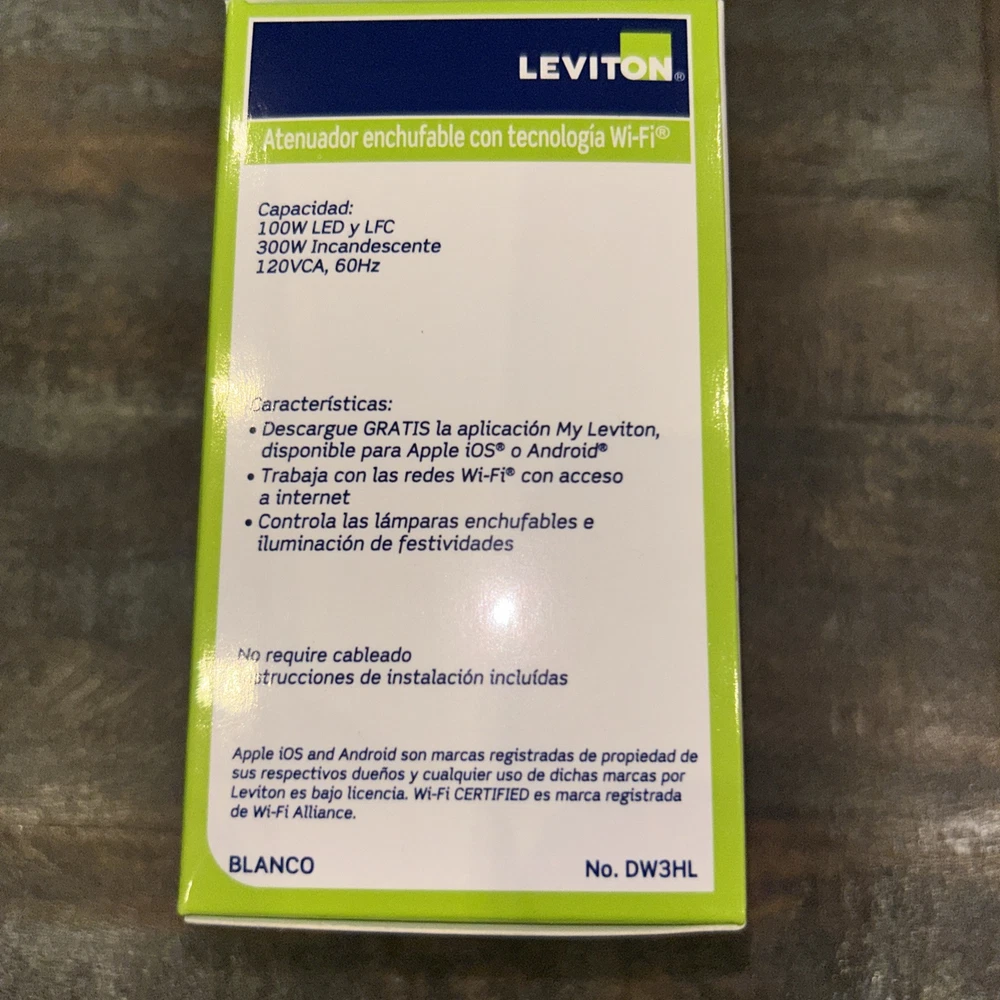 LEVITON®
Atenuador enchufable con tecnología Wi-Fi®
Capacidad:
100W LED y LFC
300W Incandescente
120VCA, 60Hz
Características:
• Descargue GRATIS la aplicación My Leviton,
disponible para Apple iOS® o Android®
• Trabaja con las redes Wi-Fi® con acceso
a internet
• Controla las lámparas enchufables e
iluminación de festividades
No require cableado
Instrucciones de instalación incluídas
Apple iOS and Android son marcas registradas de propiedad de
sus respectivos dueños y cualquier uso de dichas marcas por
Leviton es bajo licencia. Wi-Fi CERTIFIED es marca registrada
de Wi-Fi Alliance.
BLANCO
No. DW3HL